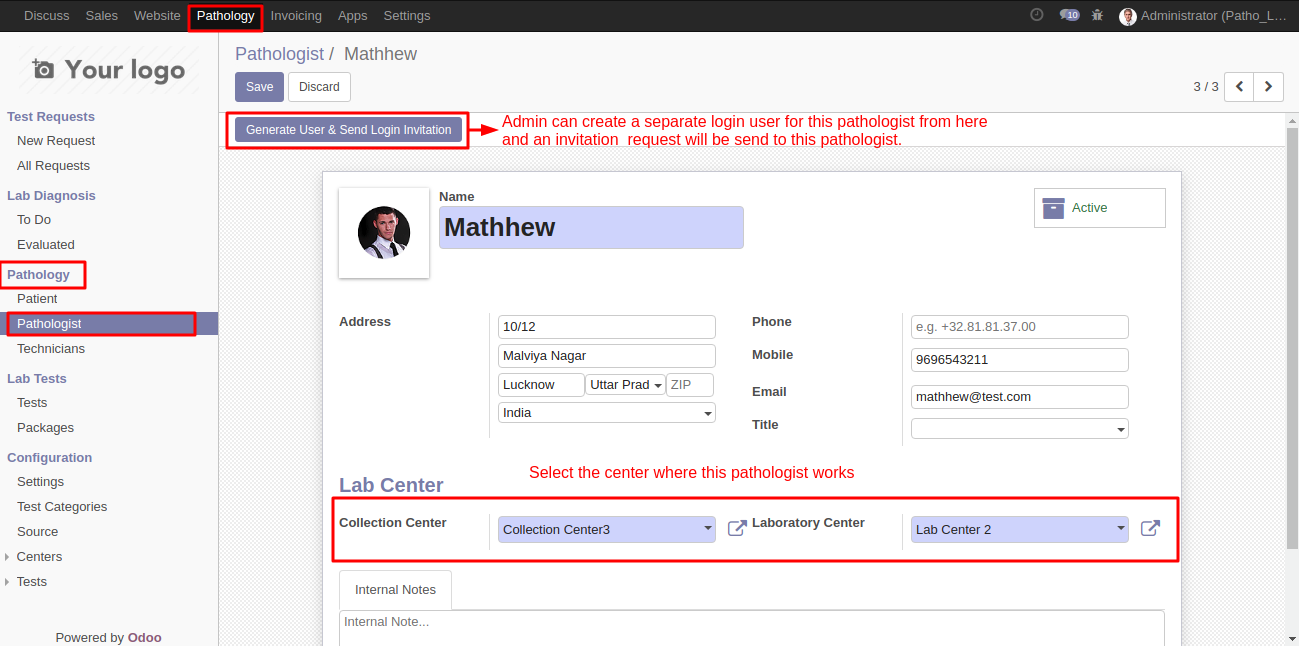 Discuss Sales Website Pathology Invoicing Apps Settings 10 Administrator (Patho_L...
Your logo
Pathologist / Mathhew
Save Discard 3 / 3
Generate User & Send Login Invitation
Admin can create a separate login user for this pathologist from here
and an invitation request will be send to this pathologist.
Test Requests
New Request
All Requests
Lab Diagnosis
To Do
Evaluated
Pathology
Patient
Pathologist
Technicians
Lab Tests
Tests
Packages
Configuration
Settings
Test Categories
Source
Centers
Tests
Powered by Odoo
Name
Mathhew
Active
Address
10/12
Malviya Nagar
Lucknow Uttar Prad ZIP
India
Phone e.g. +32.81.81.37.00
Mobile 9696543211
Email mathhew@test.com
Title
Select the center where this pathologist works
Lab Center
Collection Center Collection Center3 Laboratory Center Lab Center 2
Internal Notes
Internal Note...